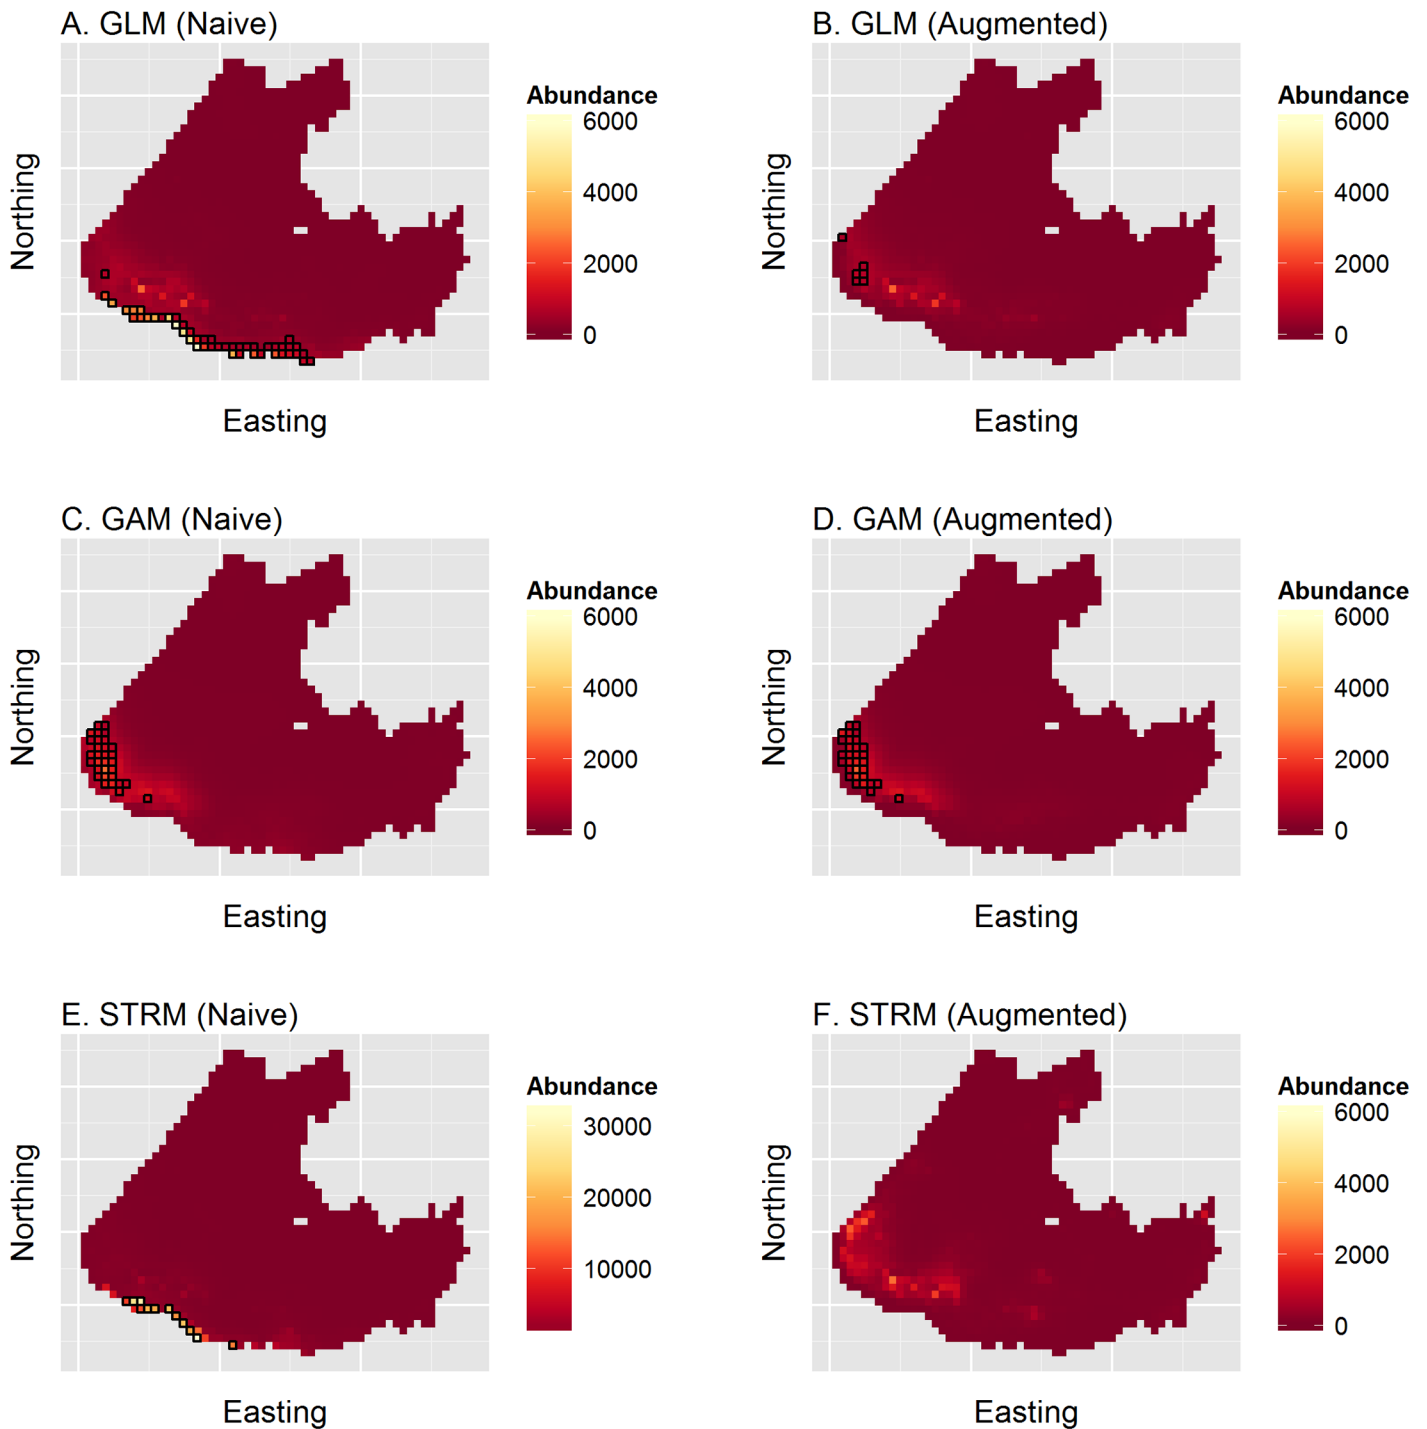 A. GLM (Naive)
Northing
Easting
Abundance
6000
4000
2000
0
B. GLM (Augmented)
Northing
Easting
Abundance
6000
4000
2000
0
C. GAM (Naive)
Northing
Easting
Abundance
6000
4000
2000
0
D. GAM (Augmented)
Northing
Easting
Abundance
6000
4000
2000
0
E. STRM (Naive)
Northing
Easting
Abundance
30000
20000
10000
F. STRM (Augmented)
Northing
Easting
Abundance
6000
4000
2000
0